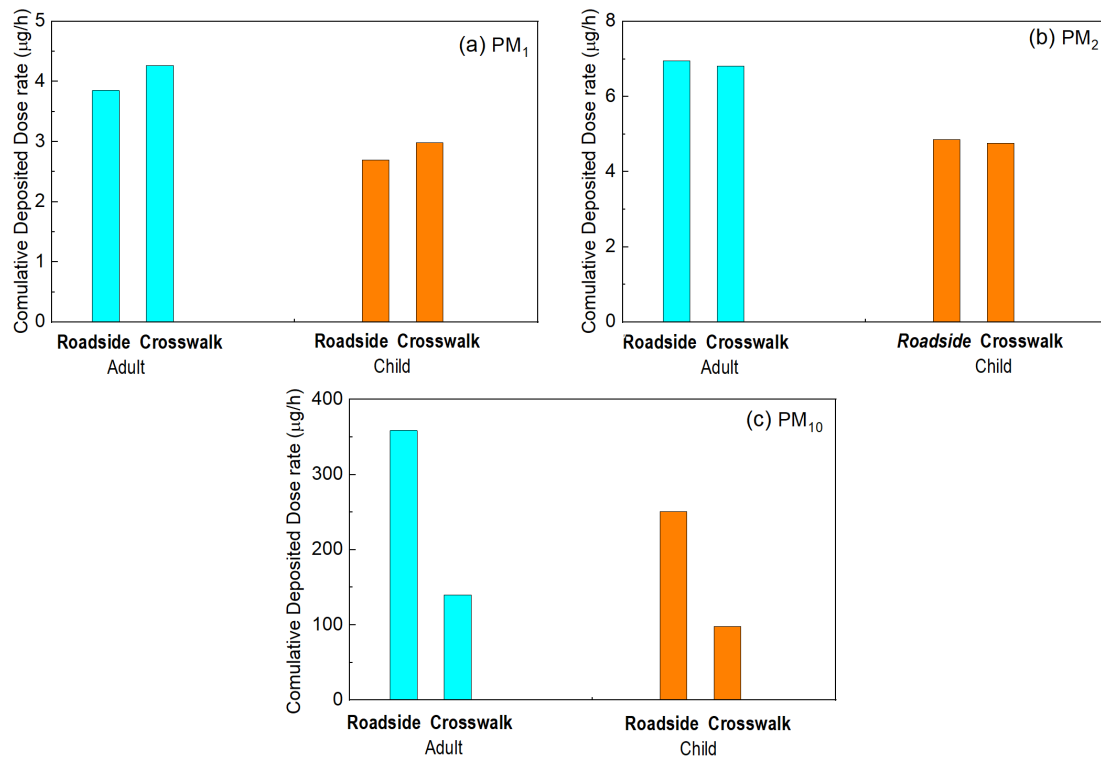 Comulative Deposited Dose rate (μg/h)
5
4
3
2
1
0
(a) PM₁
Roadside Crosswalk
Adult
Roadside Crosswalk
Child
Comulative Deposited Dose rate (μg/h)
8
6
4
2
0
(b) PM₂
Roadside Crosswalk
Adult
Roadside Crosswalk
Child
Comulative Deposited Dose rate (μg/h)
400
300
200
100
0
(c) PM₁₀
Roadside Crosswalk
Adult
Roadside Crosswalk
Child